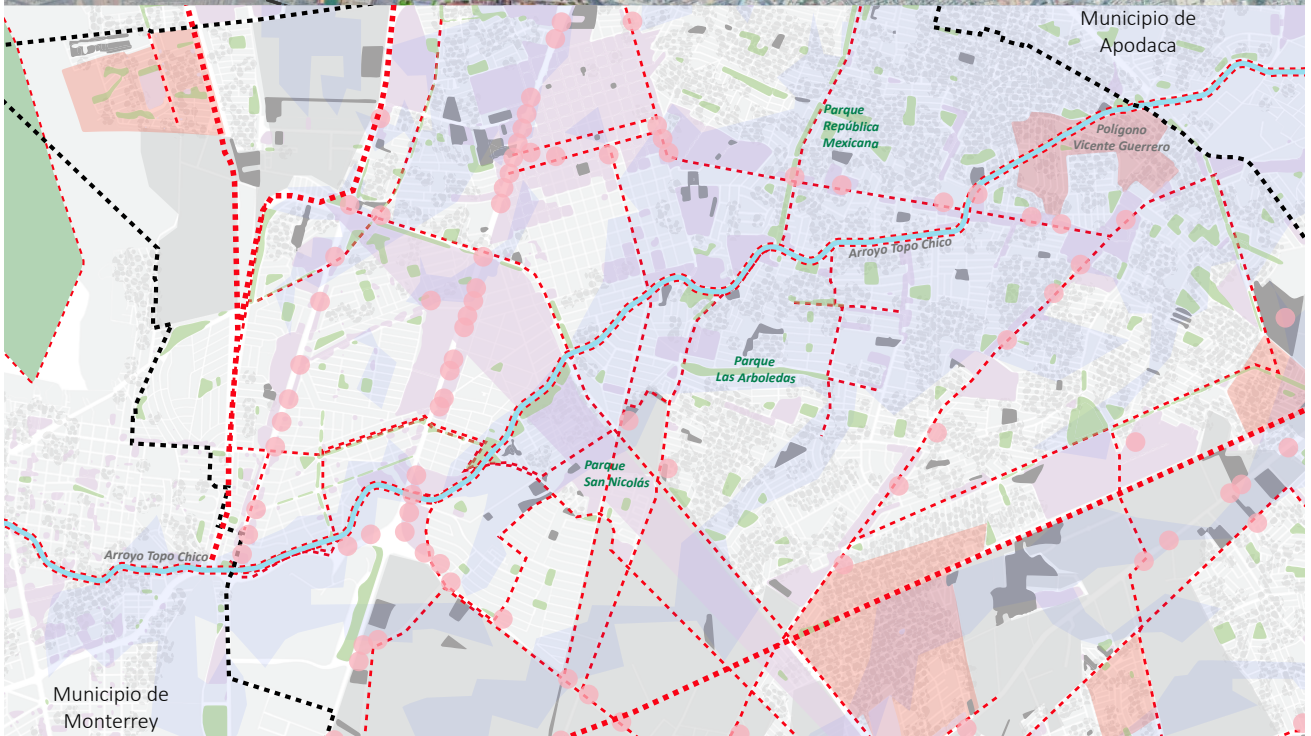 Municipio de
Apodaca
Parque
República
Mexicana
Polígono
Vicente Guerrero
Arroyo Topo Chico
Parque
Las Arboledas
Parque
San Nicolás
Arroyo Topo Chico
Municipio de
Monterrey